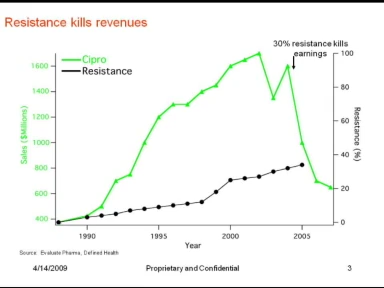 Resistance kills revenues
30% resistance kills
earnings
Cipro
Resistance
1600
1400
1200
1000
800
600
400
Sales ($Millions)
100
80
60
40
20
0
Resistance (%)
1990
1995
2000
2005
Year
Source: Evaluate Pharma, Defined Health
4/14/2009
Proprietary and Confidential
3